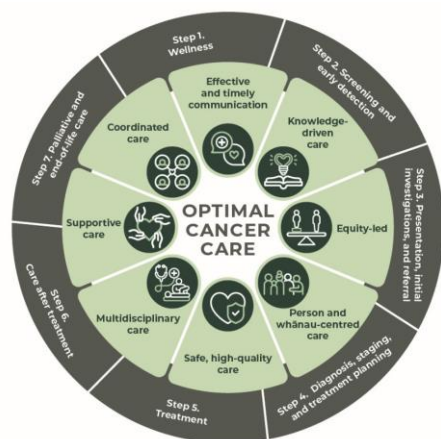 Step 1.
Wellness
Step 2. Screening and
early detection
Step 3. Presentation, initial
investigations, and referral
Step 4. Diagnosis, staging,
and treatment planning
Step 5.
Treatment
Step 6.
Care after treatment
Step 7. Palliative and
end-of-life care
Effective
and timely
communication
Knowledge-
driven
care
Equity-led
Person and
whānau-centred
care
Safe, high-quality
care
Multidisciplinary
care
Supportive
care
Coordinated
care
OPTIMAL
CANCER
CARE